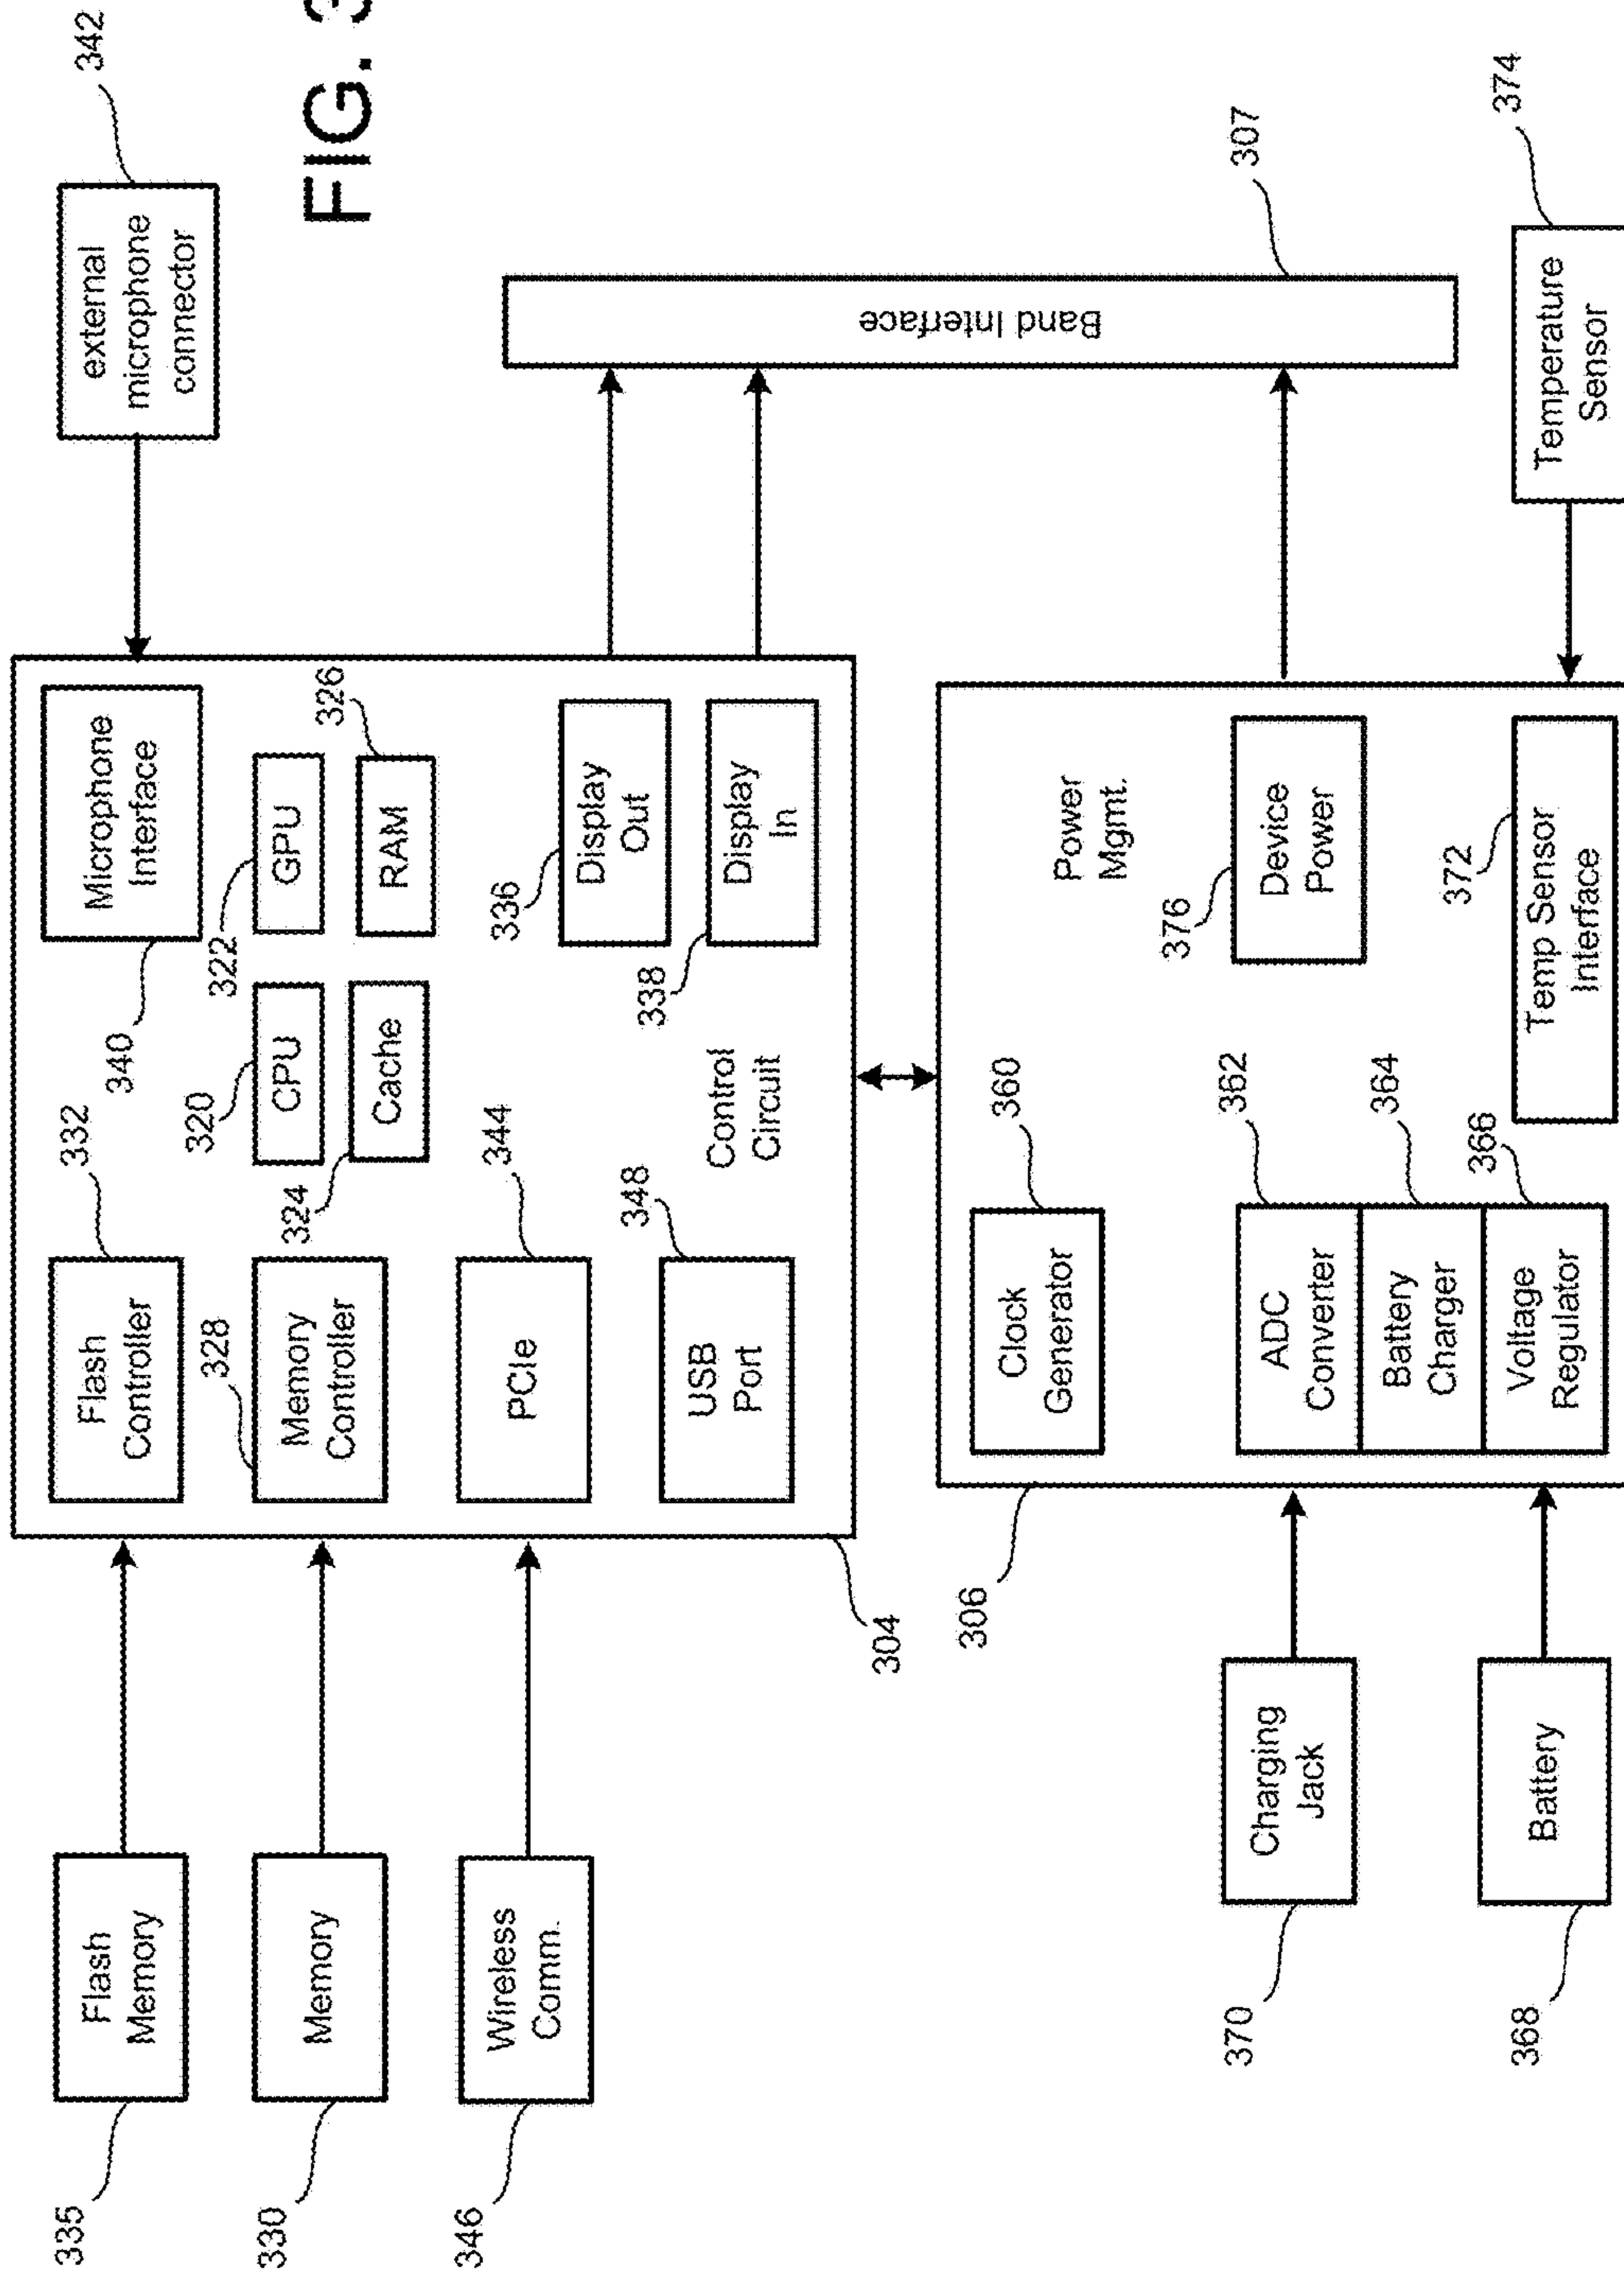 335
Flash
Memory
330
Memory
346
Wireless
Comm.
332
Flash
Controller
328
Memory
Controller
344
PCIe
348
USB
Port
340
Microphone
Interface
320
CPU
322
GPU
324
Cache
326
RAM
336
Display
Out
338
Display
In
Control
Circuit
304
external
microphone
connector
342
FIG.
Band Interface
307
306
370
Charging
Jack
368
Battery
360
Clock
Generator
362
ADC
Converter
364
Battery
Charger
366
Voltage
Regulator
Power
Mgmt.
376
Device
Power
372
Temp Sensor
Interface
374
Temperature
Sensor